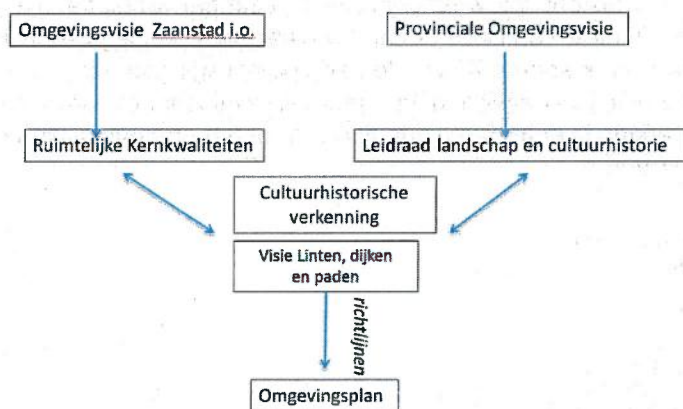 Omgevingsvisie Zaanstad i.o.
Provinciale Omgevingsvisie
Ruimtelijke Kernkwaliteiten
Leidraad landschap en cultuurhistorie
Cultuurhistorische
verkenning
Visie Linten, dijken
en paden
richtlijnen
Omgevingsplan